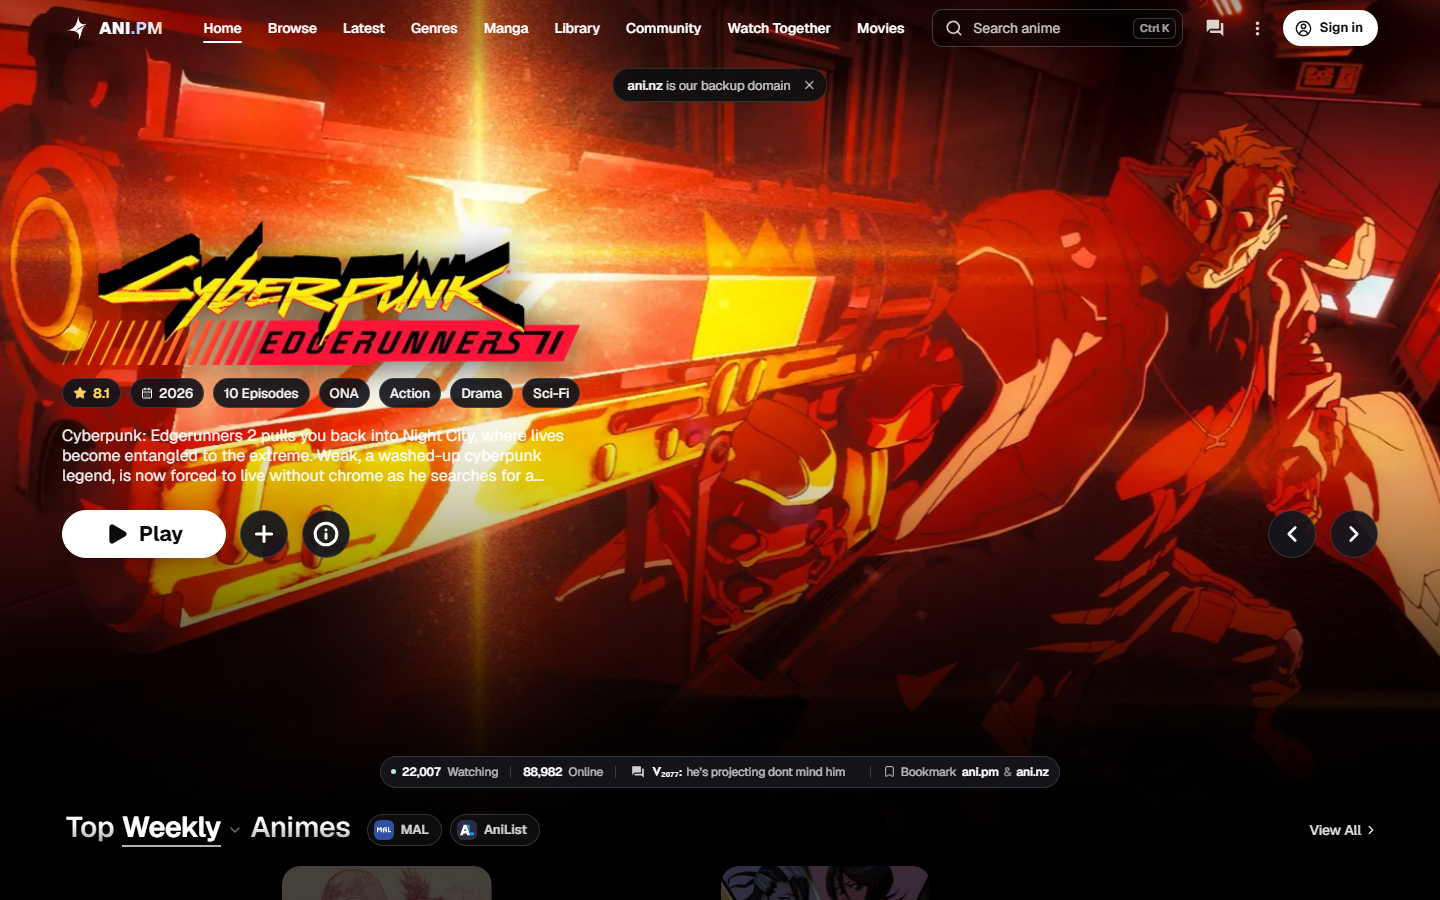 ANI.PM
Home
Browse
Latest
Genres
Manga
Library
Community
Watch Together
Movies
Search anime
Ctrl K
Sign in
ani.nz is our backup domain
CYBERPUNK
EDGERUNNERS II
8.1
2026
10 Episodes
ONA
Action
Drama
Sci-Fi
Cyberpunk: Edgerunners 2 pulls you back into Night City, where lives
become entangled to the extreme. Weak, a washed-up cyberpunk
legend, is now forced to live without chrome as he searches for a...
Play
22,007 Watching
88,982 Online
V₂₀₇₇: he's projecting dont mind him
Bookmark ani.pm & ani.nz
Top Weekly Animes
MAL
MAL
AniList
View All